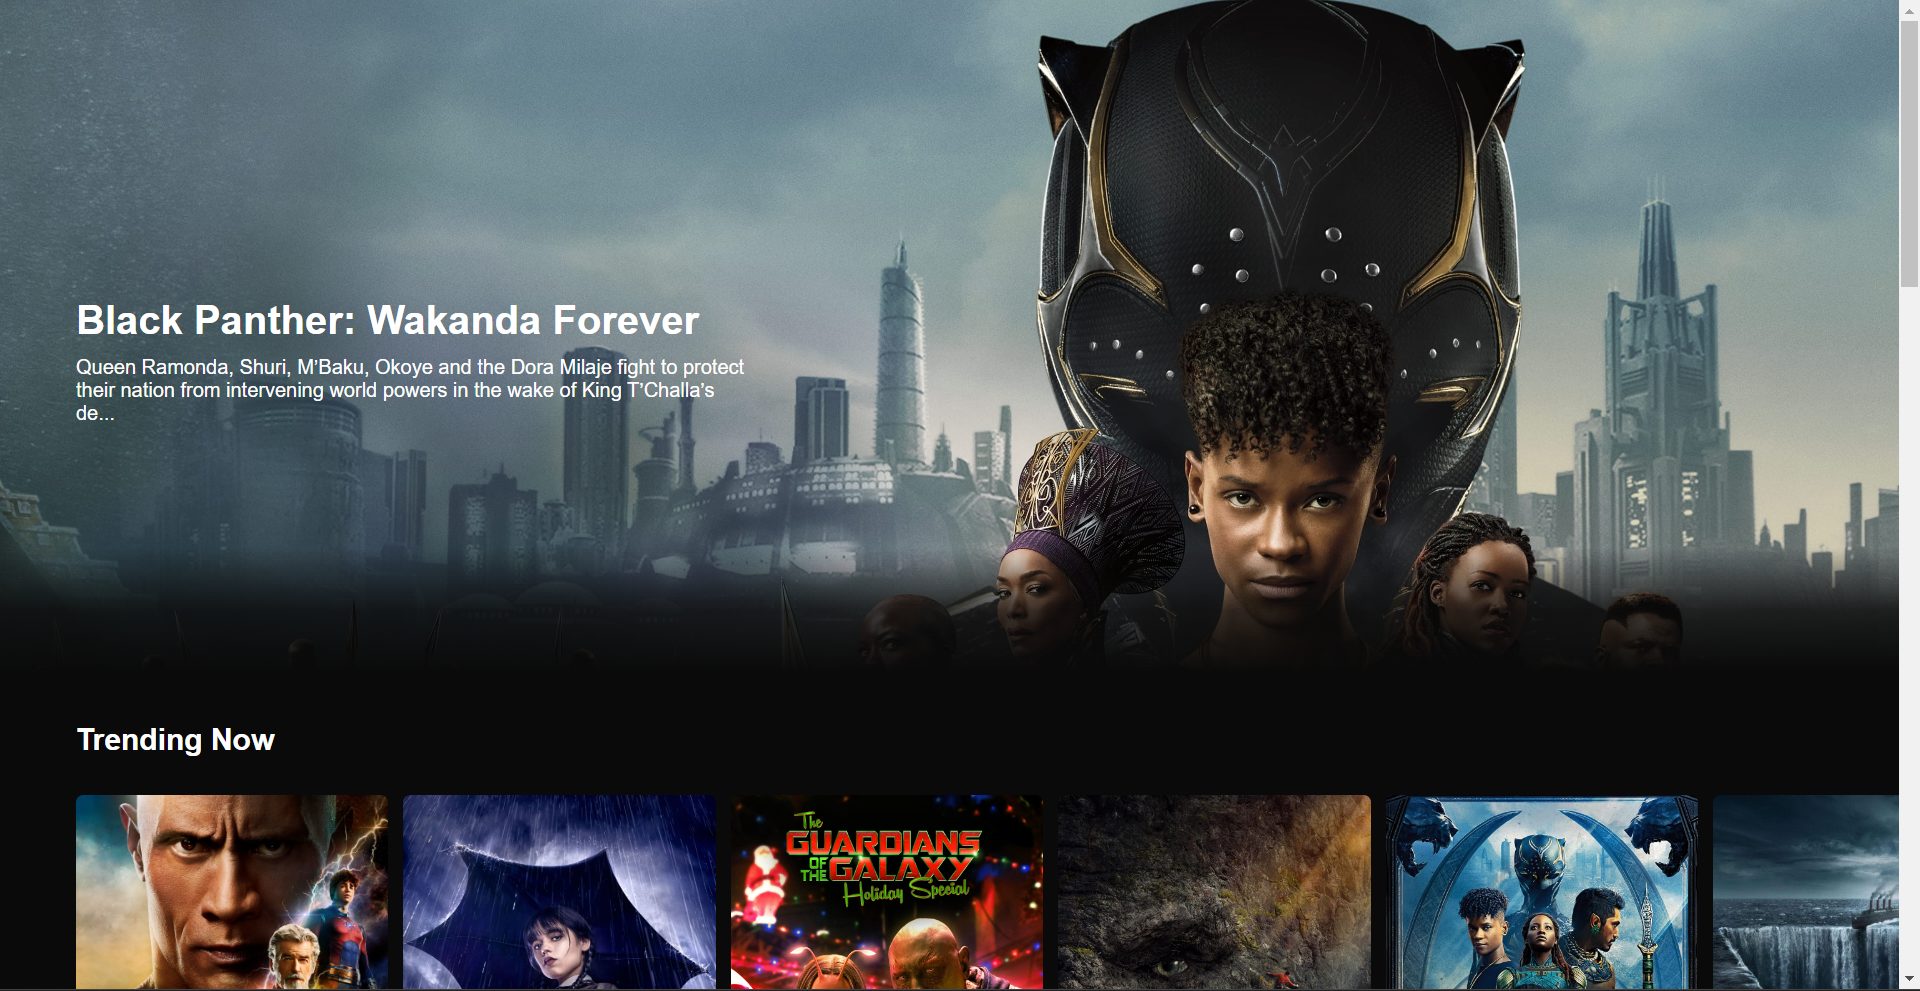 Black Panther: Wakanda Forever
Queen Ramonda, Shuri, M’Baku, Okoye and the Dora Milaje fight to protect
their nation from intervening world powers in the wake of King T’Challa’s
de...
Trending Now
The
GUARDIANS
OF
THE GALAXY
Holiday Special